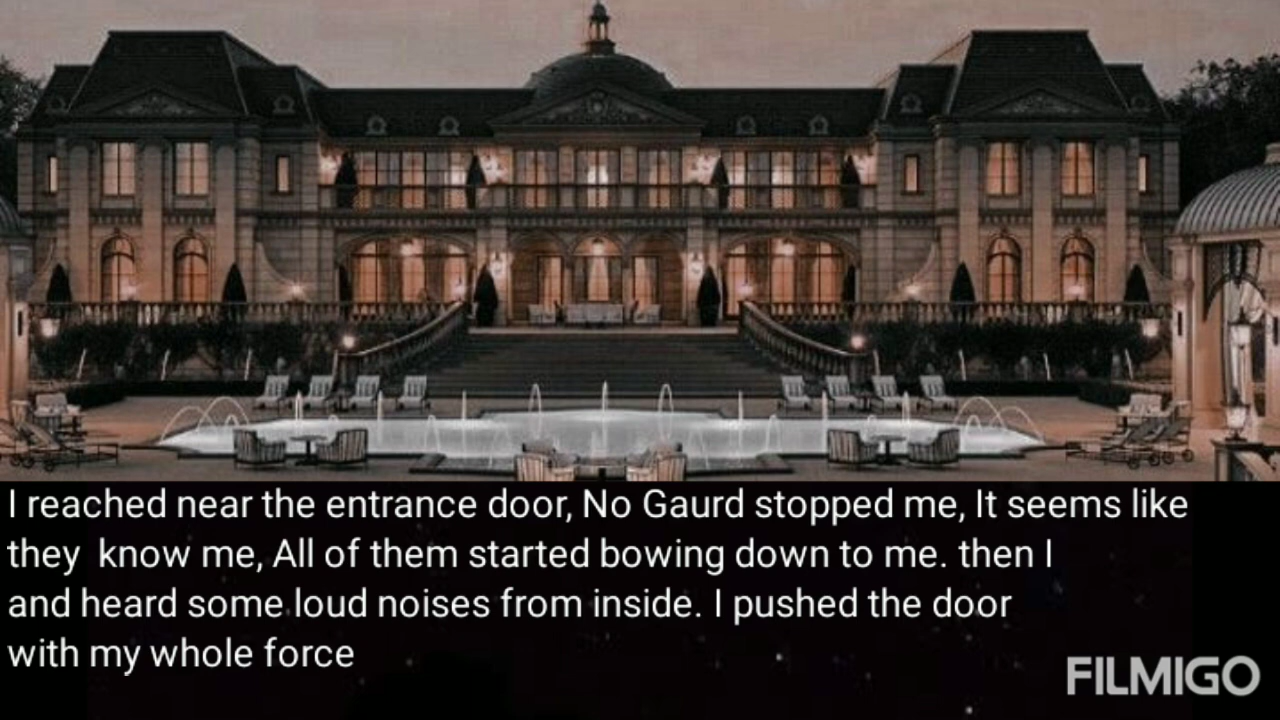 I reached near the entrance door, No Gaurd stopped me, It seems like
they  know me, All of them started bowing down to me. then I
and heard some loud noises from inside. I pushed the door
with my whole force
FILMIGO